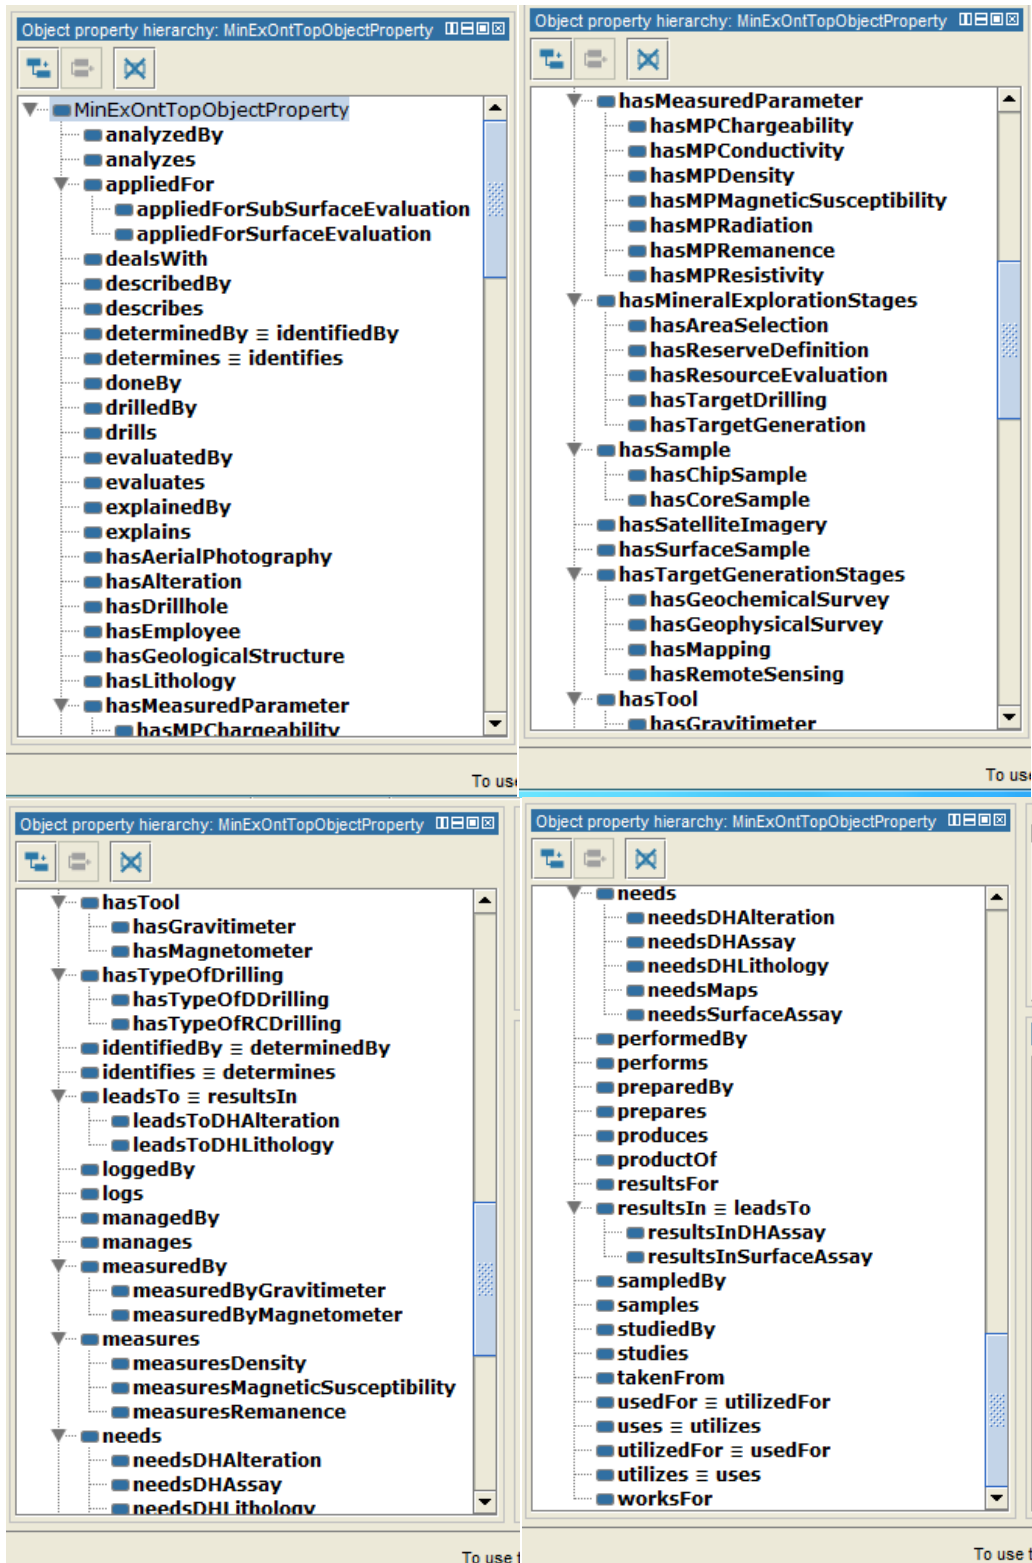 Object property hierarchy: MinExOntTopObjectProperty
MinExOntTopObjectProperty
analyzedBy
analyzes
appliedFor
appliedForSubSurfaceEvaluation
appliedForSurfaceEvaluation
dealsWith
describedBy
describes
determinedBy ≡ identifiedBy
determines ≡ identifies
doneBy
drilledBy
drills
evaluatedBy
evaluates
explainedBy
explains
hasAerialPhotography
hasAlteration
hasDrillhole
hasEmployee
hasGeologicalStructure
hasLithology
hasMeasuredParameter
hasMPChargeability
To use
Object property hierarchy: MinExOntTopObjectProperty
hasMeasuredParameter
hasMPChargeability
hasMPConductivity
hasMPDensity
hasMPMagneticSusceptibility
hasMPRadiation
hasMPRemanence
hasMPResistivity
hasMineralExplorationStages
hasAreaSelection
hasReserveDefinition
hasResourceEvaluation
hasTargetDrilling
hasTargetGeneration
hasSample
hasChipSample
hasCoreSample
hasSatelliteImagery
hasSurfaceSample
hasTargetGenerationStages
hasGeochemicalSurvey
hasGeophysicalSurvey
hasMapping
hasRemoteSensing
hasTool
hasGravitimeter
To use
Object property hierarchy: MinExOntTopObjectProperty
hasTool
hasGravitimeter
hasMagnetometer
hasTypeOfDrilling
hasTypeOfDDrilling
hasTypeOfRCDrilling
identifiedBy ≡ determinedBy
identifies ≡ determines
leadsTo ≡ resultsIn
leadsToDHAlteration
leadsToDHLithology
loggedBy
logs
managedBy
manages
measuredBy
measuredByGravitimeter
measuredByMagnetometer
measures
measuresDensity
measuresMagneticSusceptibility
measuresRemanence
needs
needsDHAlteration
needsDHAssay
needsDHLithology
To use t
Object property hierarchy: MinExOntTopObjectProperty
needs
needsDHAlteration
needsDHAssay
needsDHLithology
needsMaps
needsSurfaceAssay
performedBy
performs
preparedBy
prepares
produces
productOf
resultsFor
resultsIn ≡ leadsTo
resultsInDHAssay
resultsInSurfaceAssay
sampledBy
samples
studiedBy
studies
takenFrom
usedFor ≡ utilizedFor
uses ≡ utilizes
utilizedFor ≡ usedFor
utilizes ≡ uses
worksFor
To use t